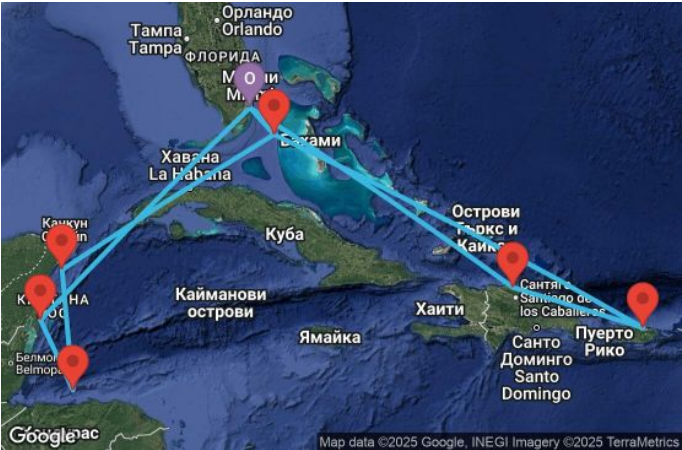 Орландо
Orlando
Тампа
Tampa
ФЛОРИДА
О
Бахами
Хавана
La Habana
Канкун
Куба
Острови
Търкс и
Сантяго
Santiago de
los Caballeros
Кайманови
острови
Хаити
Ямайка
Пуерто
Рико
Санто
Доминго
Santo
Domingo
Belmopan
Google
Map data ©2025 Google, INEGI Imagery ©2025 TerraMetrics